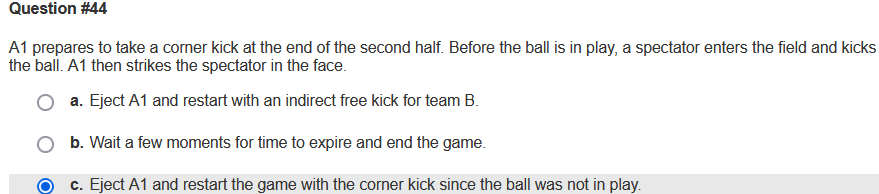 Question #44
A1 prepares to take a corner kick at the end of the second half. Before the ball is in play, a spectator enters the field and kicks
the ball. A1 then strikes the spectator in the face.
a. Eject A1 and restart with an indirect free kick for team B.
b. Wait a few moments for time to expire and end the game.
c. Eject A1 and restart the game with the corner kick since the ball was not in play.